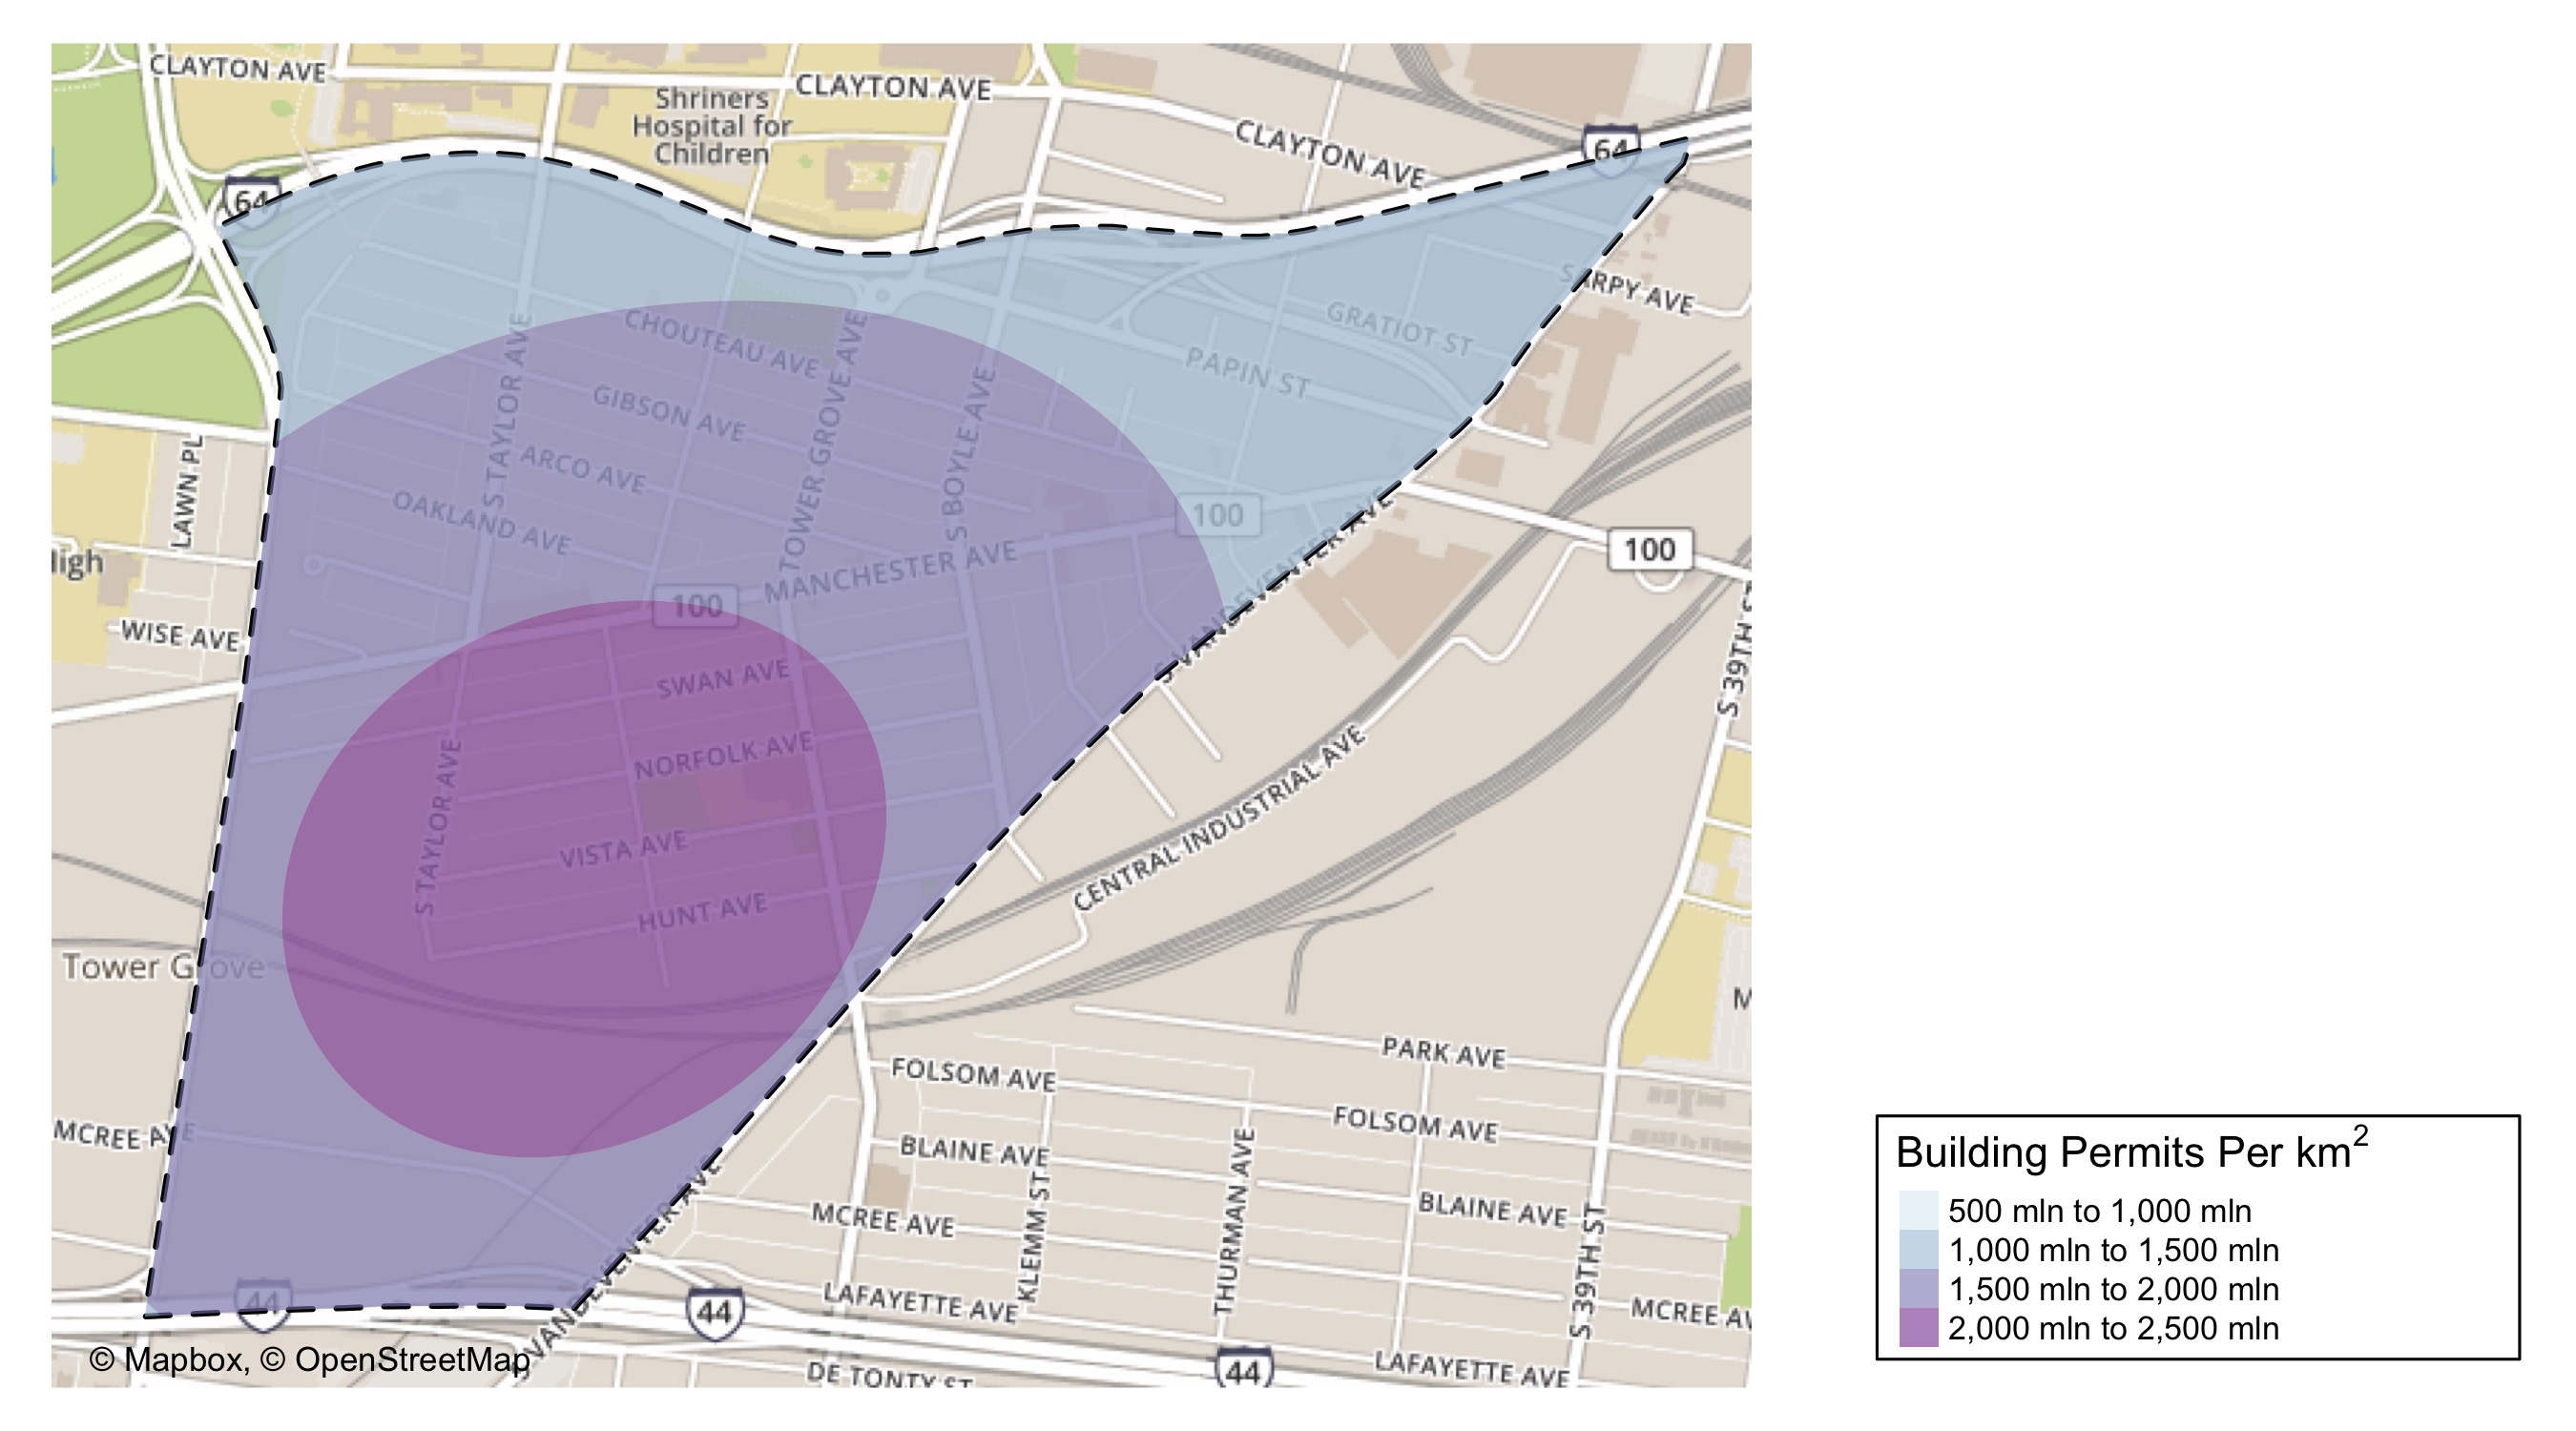 CLAYTON AVE
CLAYTON AVE
Shriners
Hospital for
Children
CLAYTON AVE
64
64
SARPY AVE
GRATIOT ST
CHOUTEAU AVE
PAPIN ST
S TAYLOR AVE
TOWER GROVE AVE
S BOYLE AVE
GIBSON AVE
ARCO AVE
LAWN PL
OAKLAND AVE
100
100
MANCHESTER AVE
100
S VANDEVENTER AVE
WISE AVE
SWAN AVE
S 39TH ST
NORFOLK AVE
S TAYLOR AVE
VISTA AVE
CENTRAL INDUSTRIAL AVE
HUNT AVE
Tower Grove
M
PARK AVE
FOLSOM AVE
FOLSOM AVE
MCREE AVE
BLAINE AVE
KLEMM ST
THURMAN AVE
BLAINE AVE
MCREE AVE
S VANDEVENTER AVE
S 39TH ST
44
44
LAFAYETTE AVE
MCREE AV
44
LAFAYETTE AVE
DE TONTY ST
© Mapbox, © OpenStreetMap
Building Permits Per km²
500 mln to 1,000 mln
1,000 mln to 1,500 mln
1,500 mln to 2,000 mln
2,000 mln to 2,500 mln